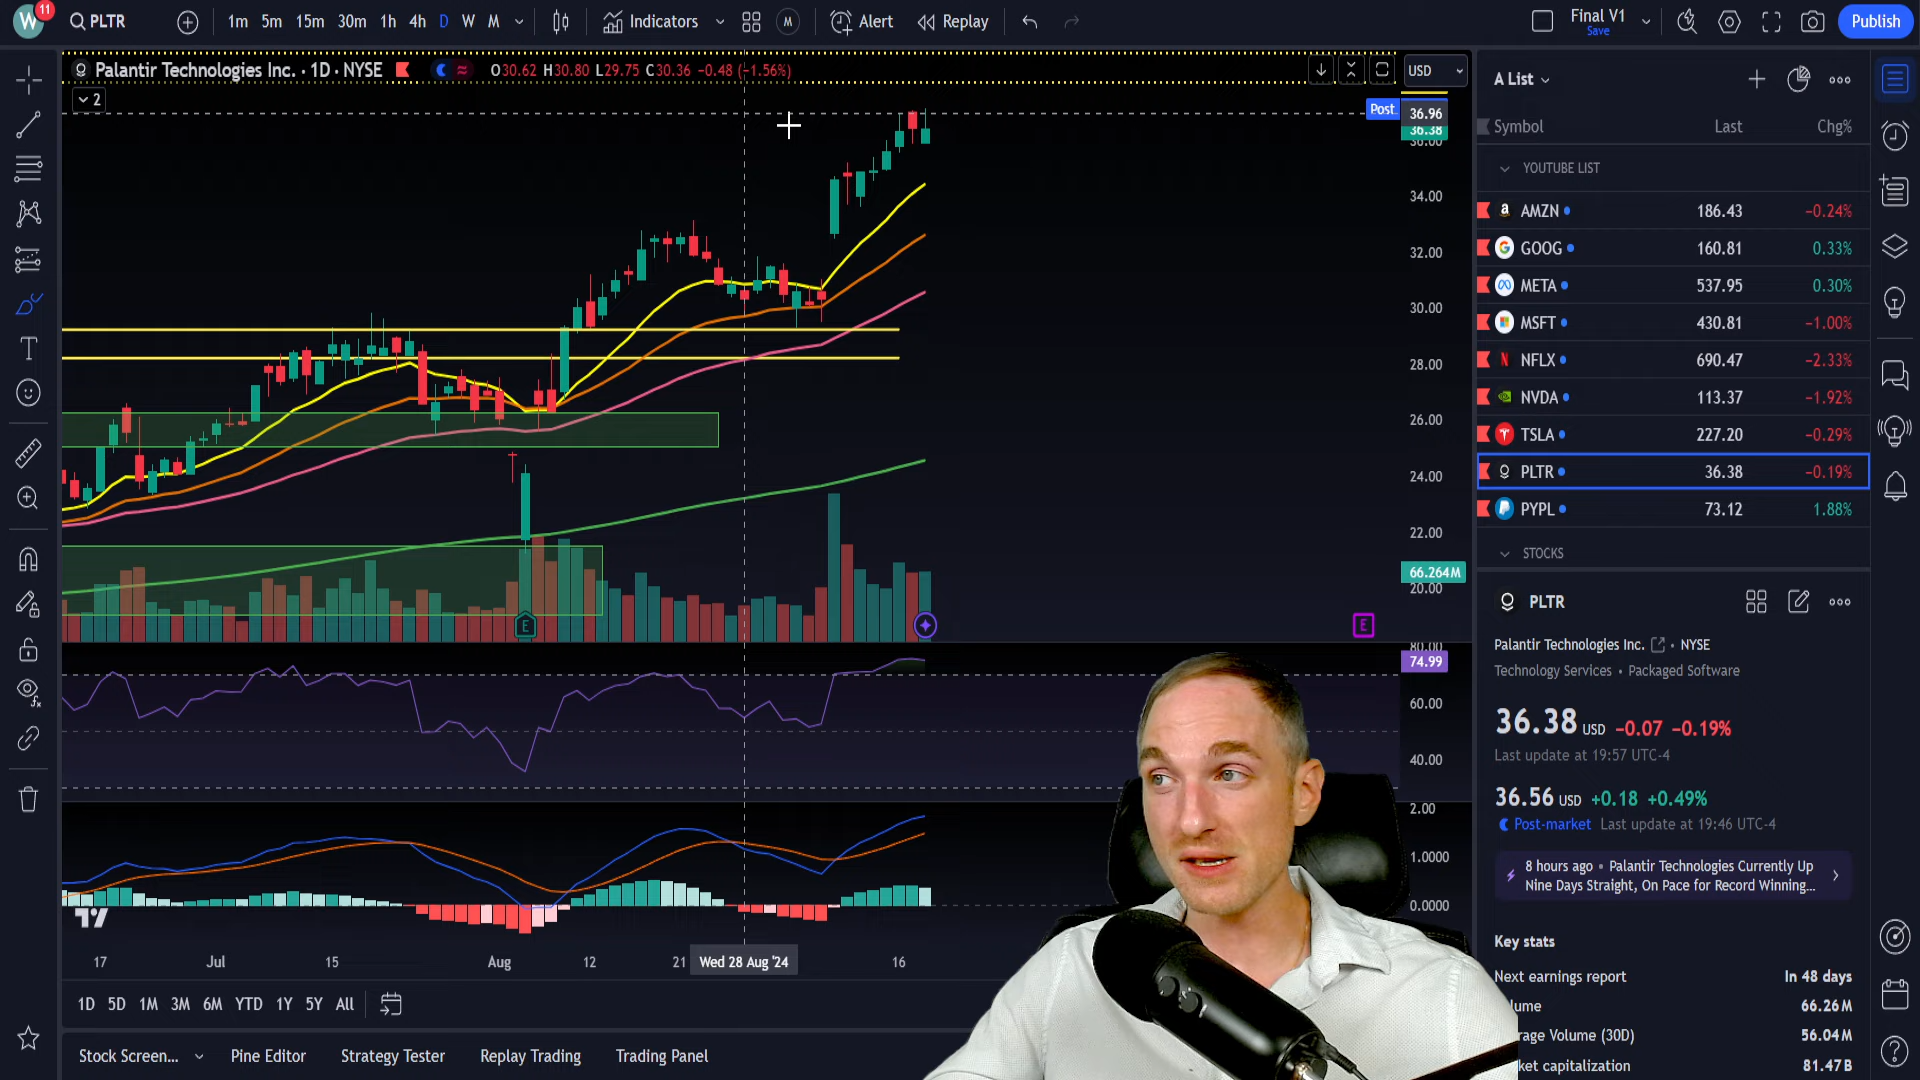 W 11 PLTR 1m 5m 15m 30m 1h 4h D W M Indicators M Alert Replay Final V1 Save Publish
Palantir Technologies Inc. · 1D · NYSE O30.62 H30.80 L29.75 C30.36 -0.48 (-1.56%) USD
2
Post 36.96
36.38
36.00
34.00
32.00
30.00
28.00
26.00
24.00
22.00
66.264M
20.00
E
E
80.00
74.99
60.00
40.00
2.00
1.0000
0.0000
17 Jul 15 Aug 12 21 Wed 28 Aug '24 16
1D 5D 1M 3M 6M YTD 1Y 5Y All
Stock Screen... Pine Editor Strategy Tester Replay Trading Trading Panel
A List
Symbol Last Chg%
YOUTUBE LIST
AMZN 186.43 -0.24%
GOOG 160.81 0.33%
META 537.95 0.30%
MSFT 430.81 -1.00%
NFLX 690.47 -2.33%
NVDA 113.37 -1.92%
TSLA 227.20 -0.29%
PLTR 36.38 -0.19%
PYPL 73.12 1.88%
STOCKS
PLTR
Palantir Technologies Inc. · NYSE
Technology Services · Packaged Software
36.38 USD -0.07 -0.19%
Last update at 19:57 UTC-4
36.56 USD +0.18 +0.49%
Post-market Last update at 19:46 UTC-4
8 hours ago · Palantir Technologies Currently Up
Nine Days Straight, On Pace for Record Winning...
Key stats
Next earnings report In 48 days
66.26M
(30D) 56.04M
capitalization 81.47B